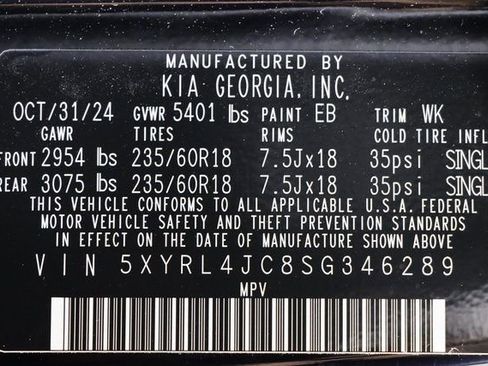 MANUFACTURED BY
KIA GEORGIA, INC.
OCT/31/24 GVWR 5401 lbs PAINT EB TRIM WK
GAWR TIRES RIMS COLD TIRE INFL
FRONT 2954 lbs 235/60R18 7.5Jx18 35psi SINGL
REAR 3075 lbs 235/60R18 7.5Jx18 35psi SINGL
THIS VEHICLE CONFORMS TO ALL APPLICABLE U.S.A. FEDERAL
MOTOR VEHICLE SAFETY AND THEFT PREVENTION STANDARDS
IN EFFECT ON THE DATE OF MANUFACTURE SHOWN ABOVE
VIN 5XYRL4JC8SG346289
MPV